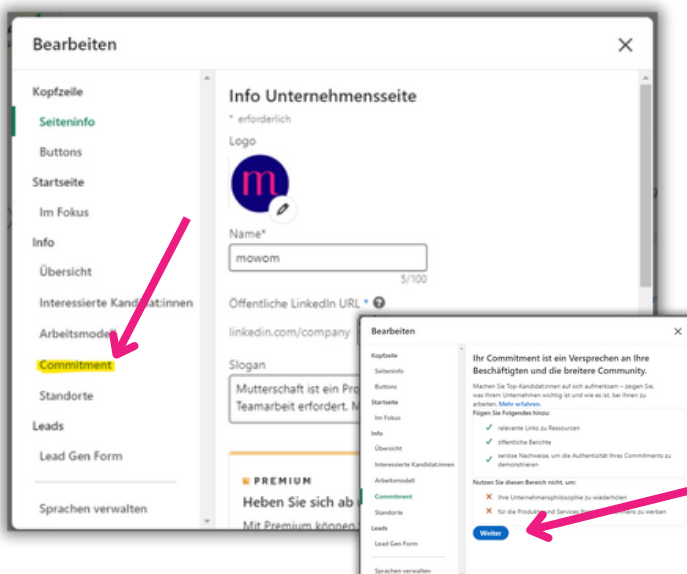 Bearbeiten
Kopfzeile
Seiteninfo
Buttons
Startseite
Im Fokus
Info
Übersicht
Interessierte Kandidat:innen
Arbeitsmodell
Commitment
Standorte
Leads
Lead Gen Form
Sprachen verwalten
Info Unternehmensseite
* erforderlich
Logo
m
Name*
mowom
5/100
Öffentliche LinkedIn URL *
linkedin.com/company
Slogan
Mutterschaft ist ein
Teamarbeit erfordert.
PREMIUM
Heben Sie sich ab
Mit Premium können
Bearbeiten
Kopfzeile
Seiteninfo
Buttons
Startseite
Im Fokus
Info
Übersicht
Interessierte Kandidat:innen
Arbeitsmodell
Commitment
Standorte
Leads
Lead Gen Form
Sprachen verwalten
Ihr Commitment ist ein Versprechen an Ihre
Beschäftigten und die breitere Community.
Machen Sie Top-Kandidat:innen auf sich aufmerksam – zeigen Sie,
was Ihrem Unternehmen wichtig ist und wie es ist, bei Ihnen zu
arbeiten. Mehr erfahren.
Fügen Sie Folgendes hinzu:
relevante Links zu Ressourcen
öffentliche Berichte
seriöse Nachweise, um die Authentizität Ihres Commitments zu
demonstrieren
Nutzen Sie diesen Bereich nicht, um:
Ihre Unternehmensphilosophie zu wiederholen
für die Produkte und Services zu werben
Weiter